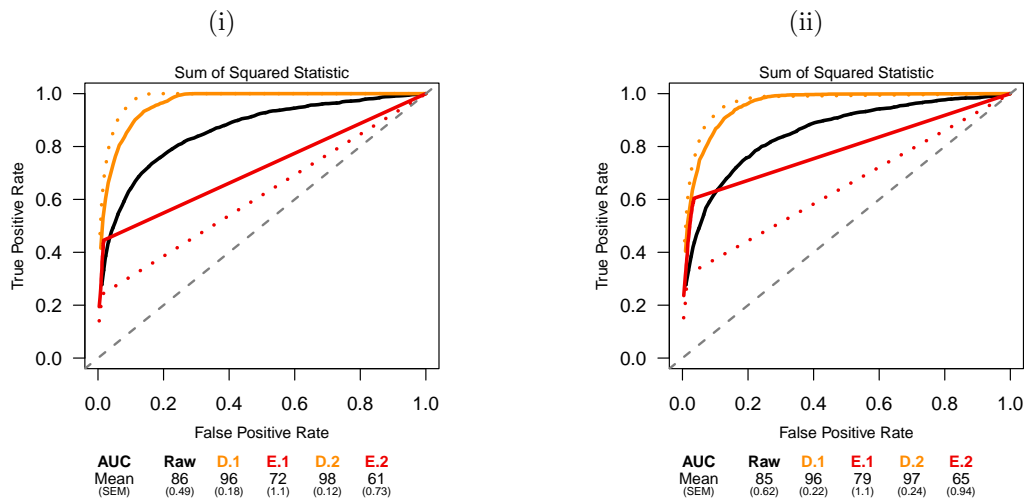 (i)
Sum of Squared Statistic
True Positive Rate
1.0
0.8
0.6
0.4
0.2
0.0
0.0 0.2 0.4 0.6 0.8 1.0
False Positive Rate
AUC Raw D.1 E.1 D.2 E.2
Mean 86 96 72 98 61
(SEM) (0.49) (0.18) (1.1) (0.12) (0.73)
(ii)
Sum of Squared Statistic
True Positive Rate
1.0
0.8
0.6
0.4
0.2
0.0
0.0 0.2 0.4 0.6 0.8 1.0
False Positive Rate
AUC Raw D.1 E.1 D.2 E.2
Mean 85 96 79 97 65
(SEM) (0.62) (0.22) (1.1) (0.24) (0.94)